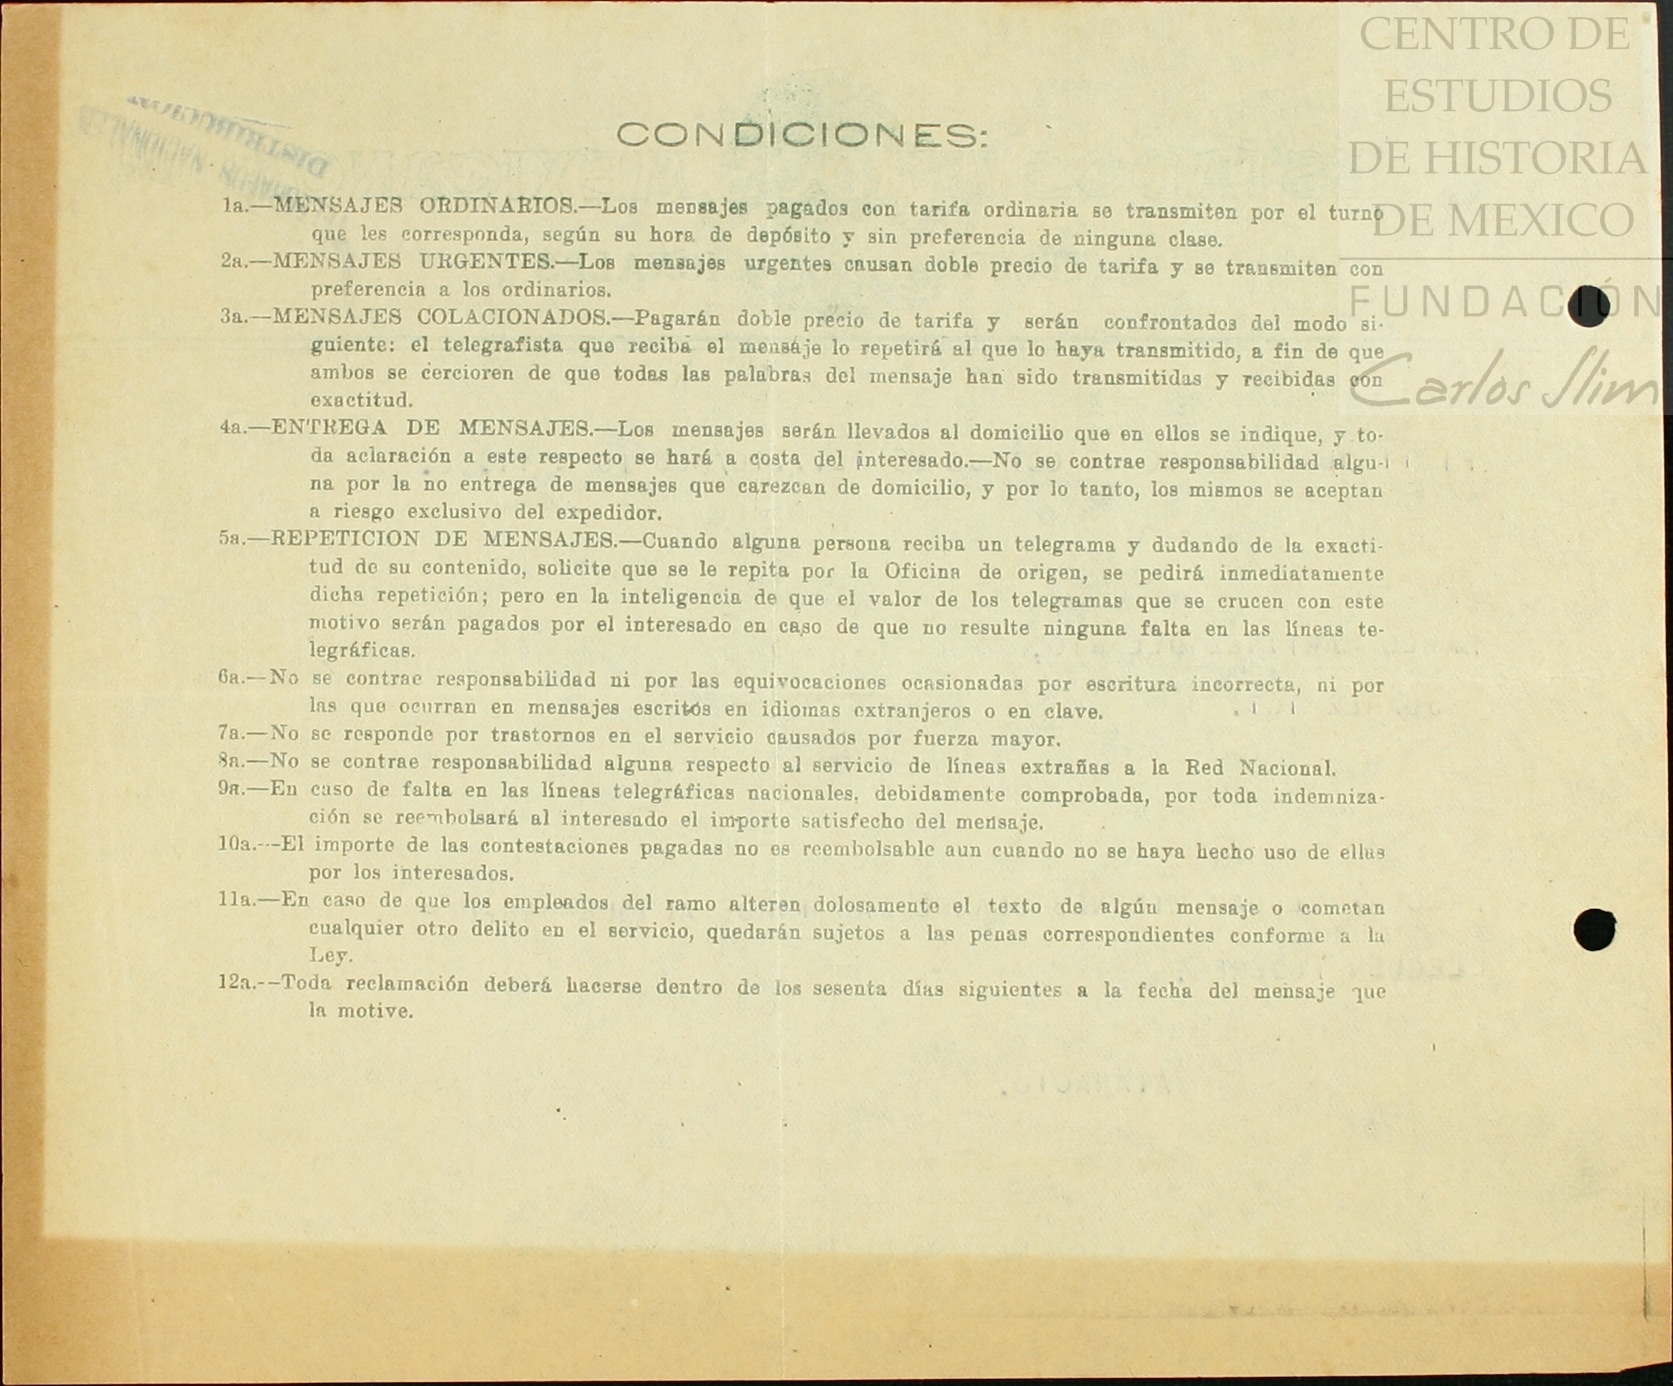 CENTRO DE
ESTUDIOS
DE HISTORIA
DE MEXICO
FUNDACIÓN
Carlos Slim
DISTRIBUCION
NACIONALES
CONDICIONES:
1a.—MENSAJES ORDINARIOS.—Los mensajes pagados con tarifa ordinaria se transmiten por el turno
que les corresponda, según su hora de depósito y sin preferencia de ninguna clase.
2a.—MENSAJES URGENTES.—Los mensajes urgentes causan doble precio de tarifa y se transmiten con
preferencia a los ordinarios.
3a.—MENSAJES COLACIONADOS.—Pagarán doble precio de tarifa y serán confrontados del modo si-
guiente: el telegrafista que reciba el mensaje lo repetirá al que lo haya transmitido, a fin de que
ambos se cercioren de que todas las palabras del mensaje han sido transmitidas y recibidas con
exactitud.
4a.—ENTREGA DE MENSAJES.—Los mensajes serán llevados al domicilio que en ellos se indique, y to-
da aclaración a este respecto se hará a costa del interesado.—No se contrae responsabilidad algu-
na por la no entrega de mensajes que carezcan de domicilio, y por lo tanto, los mismos se aceptan
a riesgo exclusivo del expedidor.
5a.—REPETICION DE MENSAJES.—Cuando alguna persona reciba un telegrama y dudando de la exacti-
tud de su contenido, solicite que se le repita por la Oficina de origen, se pedirá inmediatamente
dicha repetición; pero en la inteligencia de que el valor de los telegramas que se crucen con este
motivo serán pagados por el interesado en caso de que no resulte ninguna falta en las líneas te-
legráficas.
6a.—No se contrae responsabilidad ni por las equivocaciones ocasionadas por escritura incorrecta, ni por
las que ocurran en mensajes escritos en idiomas extranjeros o en clave.
7a.—No se responde por trastornos en el servicio causados por fuerza mayor.
8a.—No se contrae responsabilidad alguna respecto al servicio de líneas extrañas a la Red Nacional.
9a.—En caso de falta en las líneas telegráficas nacionales, debidamente comprobada, por toda indemniza-
ción se reembolsará al interesado el importe satisfecho del mensaje.
10a.--El importe de las contestaciones pagadas no es reembolsable aun cuando no se haya hecho uso de ellas
por los interesados.
11a.—En caso de que los empleados del ramo alteren dolosamente el texto de algún mensaje o cometan
cualquier otro delito en el servicio, quedarán sujetos a las penas correspondientes conforme a la
Ley.
12a.--Toda reclamación deberá hacerse dentro de los sesenta días siguientes a la fecha del mensaje que
la motive.